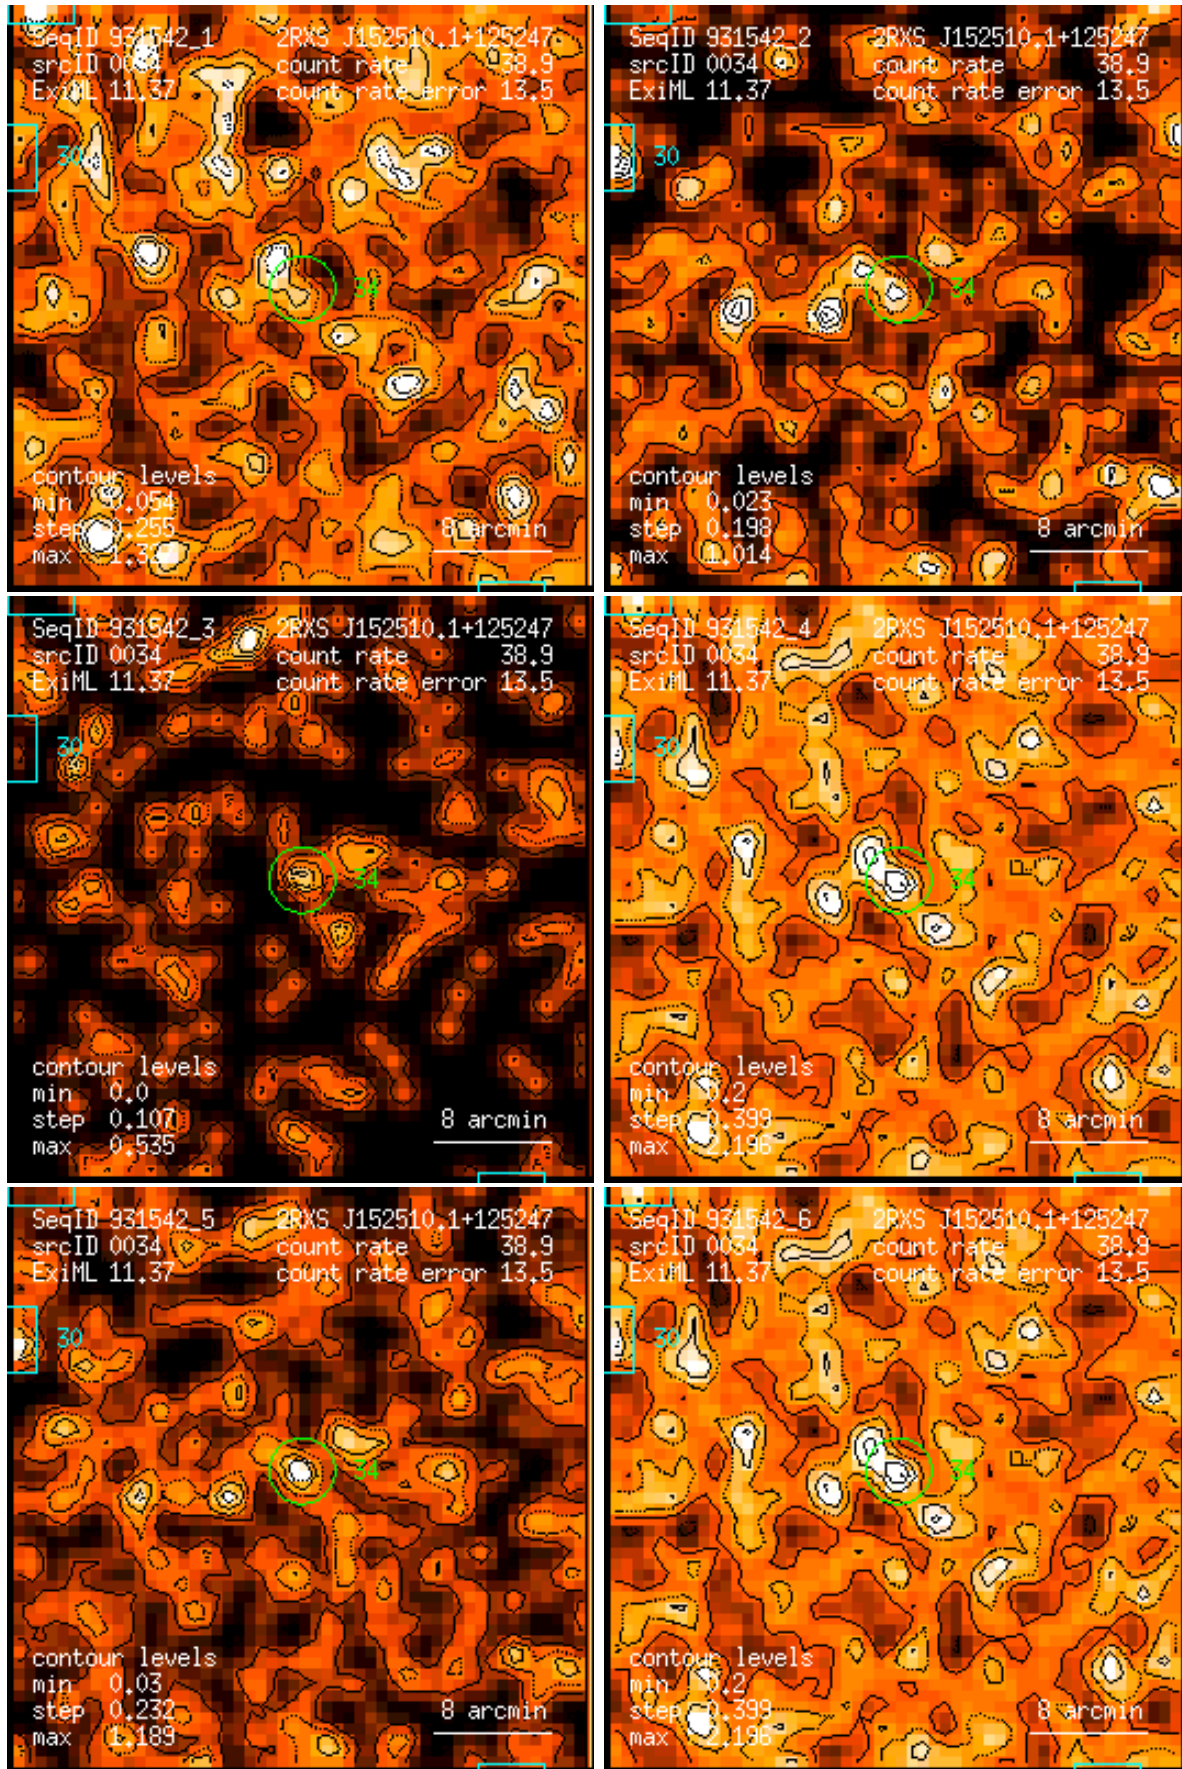 SeqID 931542_1 2RXS J152510.1+125247
srcID 0034 count rate 38.9
ExiML 11.37 count rate error 13.5
30
34
contour levels
min 0.054
step 0.255
max 8 arcmin
SeqID 931542_2 2RXS J152510.1+125247
srcID 0034 count rate 38.9
ExiML 11.37 count rate error 13.5
30
34
contour levels
min 0.023
step 0.198 8 arcmin
max 1.014
SeqID 931542_3 2RXS J152510.1+125247
srcID 0034 count rate 38.9
ExiML 11.37 count rate error 13.5
30
34
contour levels
min 0.0
step 0.107 8 arcmin
max 0.535
SeqID 931542_4 2RXS J152510.1+125247
srcID 0034 count rate 38.9
ExiML 11.37 count rate error 13.5
30
34
contour levels
min 0.2
step 0.399 8 arcmin
max 2.196
SeqID 931542_5 2RXS J152510.1+125247
srcID 0034 count rate 38.9
ExiML 11.37 count rate error 13.5
30
34
contour levels
min 0.03
step 0.232 8 arcmin
max 1.189
SeqID 931542_6 2RXS J152510.1+125247
srcID 0034 count rate 38.9
ExiML 11.37 count rate error 13.5
30
34
contour levels
min 0.2
step 0.399 8 arcmin
max 2.196